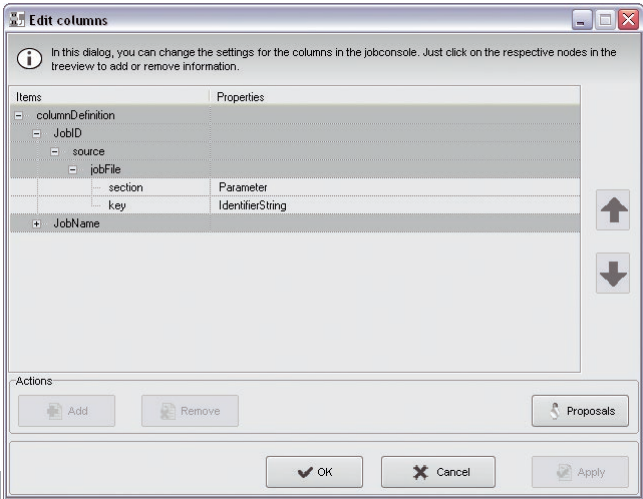 Edit columns
In this dialog, you can change the settings for the columns in the jobconsole. Just click on the respective nodes in the
treeview to add or remove information.
Items Properties
columnDefinition
JobID
source
jobFile
section Parameter
key IdentifierString
JobName
Actions
Add Remove Proposals
OK Cancel Apply